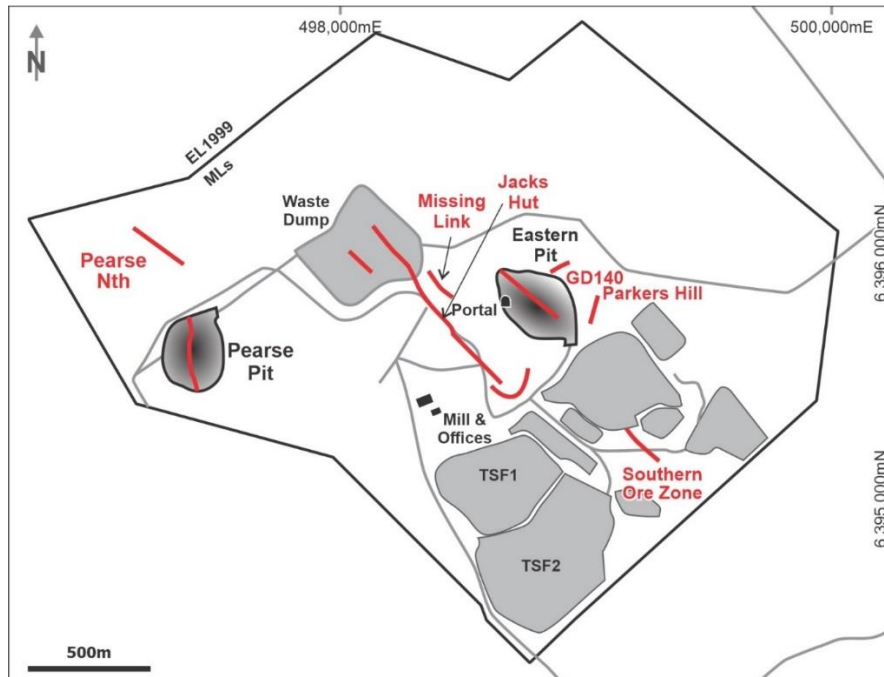 498,000mE
500,000mE
N
EL1999
MLs
Waste
Dump
Missing
Link
Jacks
Hut
Eastern
Pit
GD140
Parkers Hill
6,396,000mN
Pearse
Nth
Portal
Pearse
Pit
Mill &
Offices
TSF1
Southern
Ore Zone
6,395,000mN
TSF2
500m